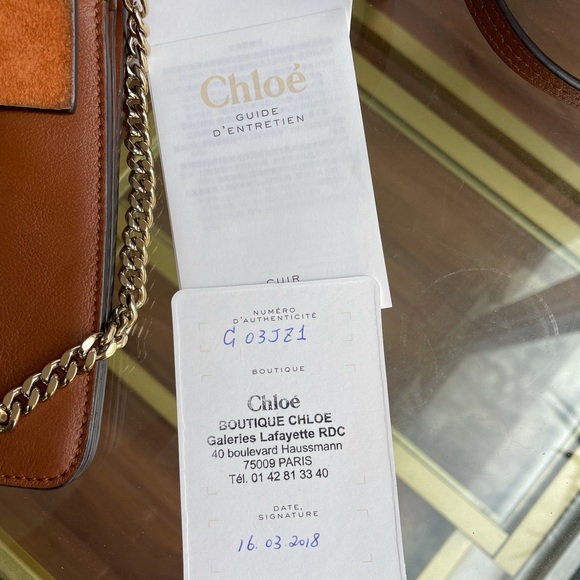 Chloé
GUIDE
D'ENTRETIEN
CUIR
NUMÉRO
D'AUTHENTICITÉ
G 03JZ1
BOUTIQUE
Chloé
BOUTIQUE CHLOE
Galeries Lafayette RDC
40 boulevard Haussmann
75009 PARIS
Tél. 01 42 81 33 40
DATE,
SIGNATURE
16.03.2018